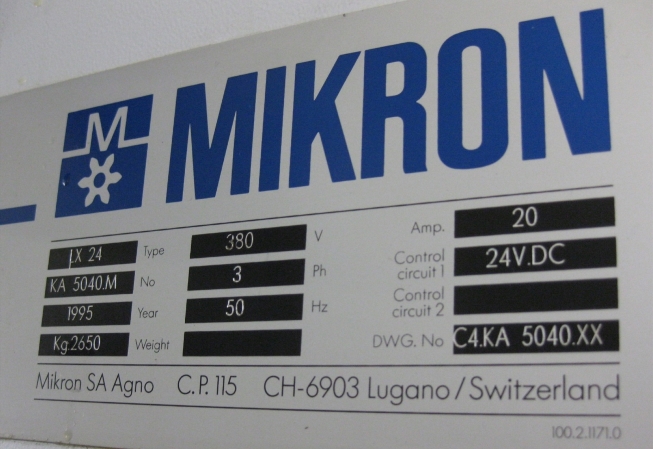 M MIKRON
LX 24 Type 380 V Amp. 20
KA 5040.M No 3 Ph Control circuit 1 24V.DC
1995 Year 50 Hz Control circuit 2
Kg.2650 Weight DWG. No C4.KA 5040.XX
Mikron SA Agno C.P. 115 CH-6903 Lugano/Switzerland
100.2.1171.0